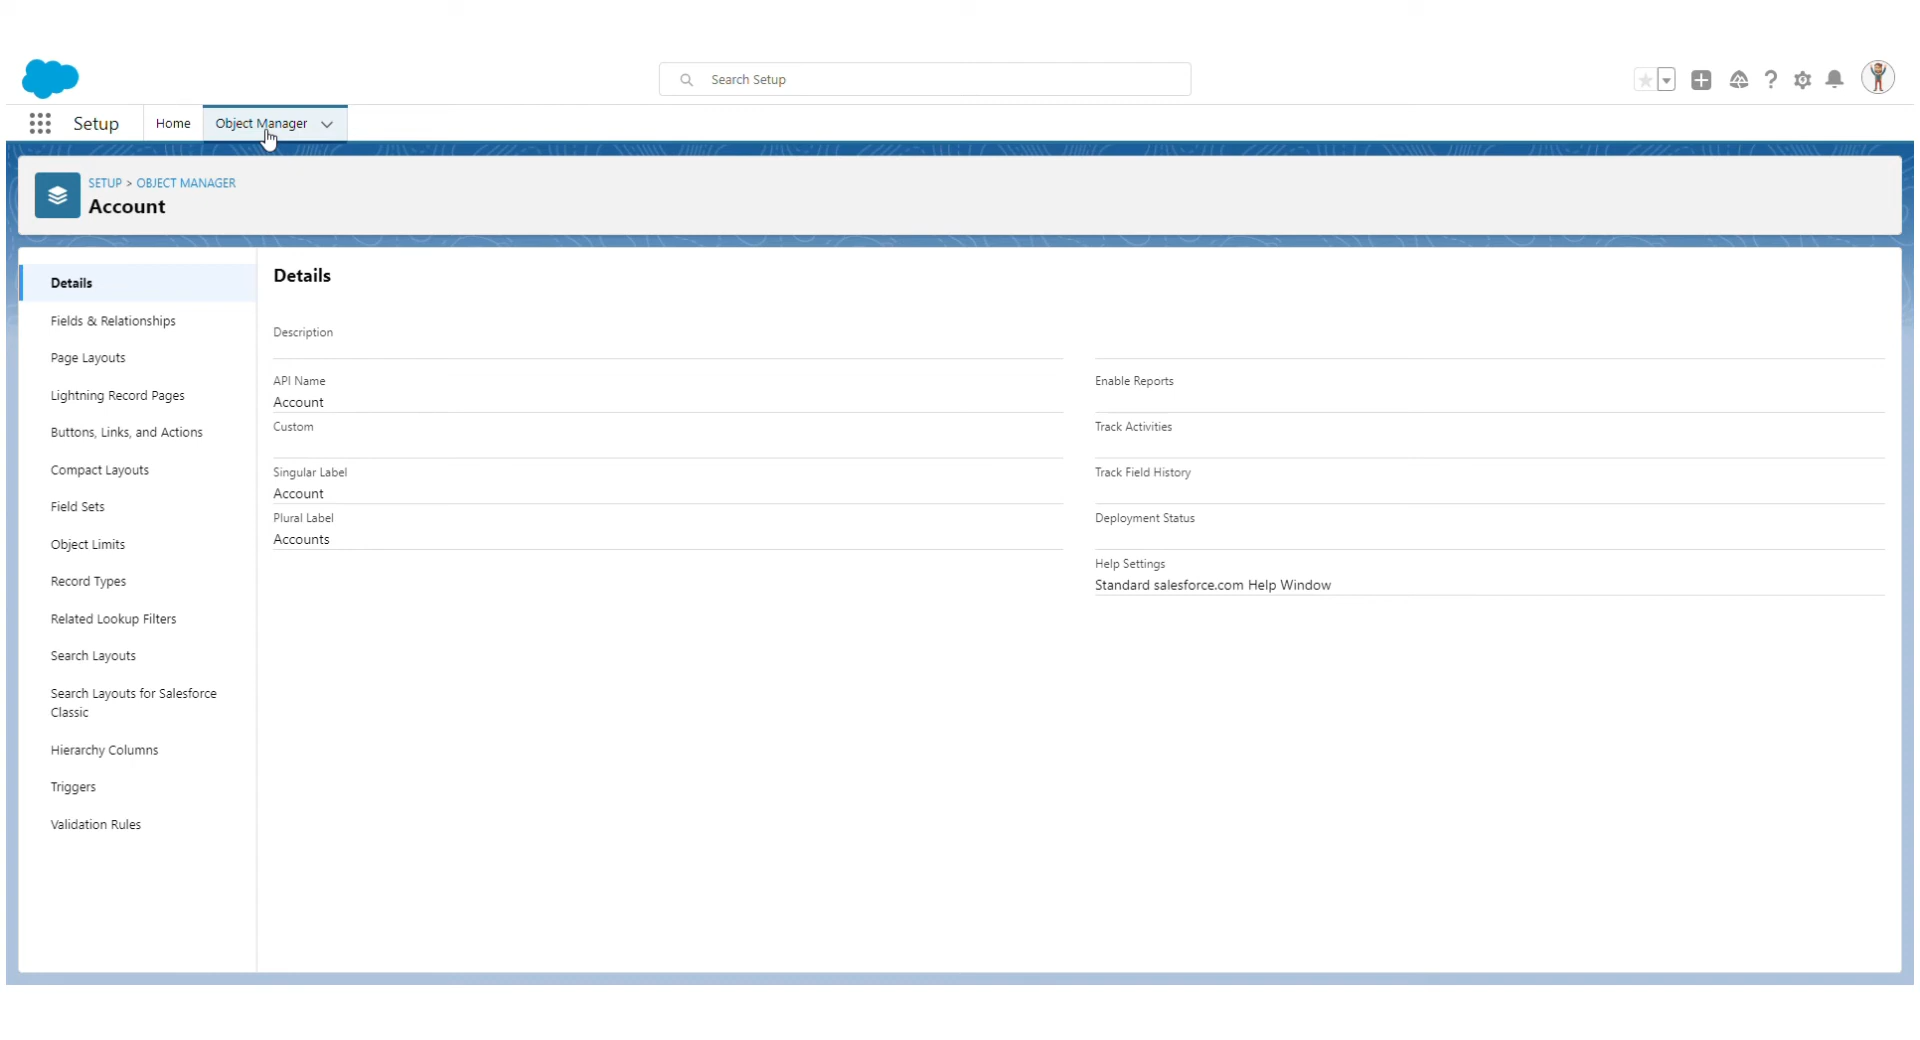 Search Setup
Setup
Home
Object Manager
SETUP > OBJECT MANAGER
Account
Details
Fields & Relationships
Page Layouts
Lightning Record Pages
Buttons, Links, and Actions
Compact Layouts
Field Sets
Object Limits
Record Types
Related Lookup Filters
Search Layouts
Search Layouts for Salesforce
Classic
Hierarchy Columns
Triggers
Validation Rules
Details
Description
API Name
Account
Custom
Singular Label
Account
Plural Label
Accounts
Enable Reports
Track Activities
Track Field History
Deployment Status
Help Settings
Standard salesforce.com Help Window